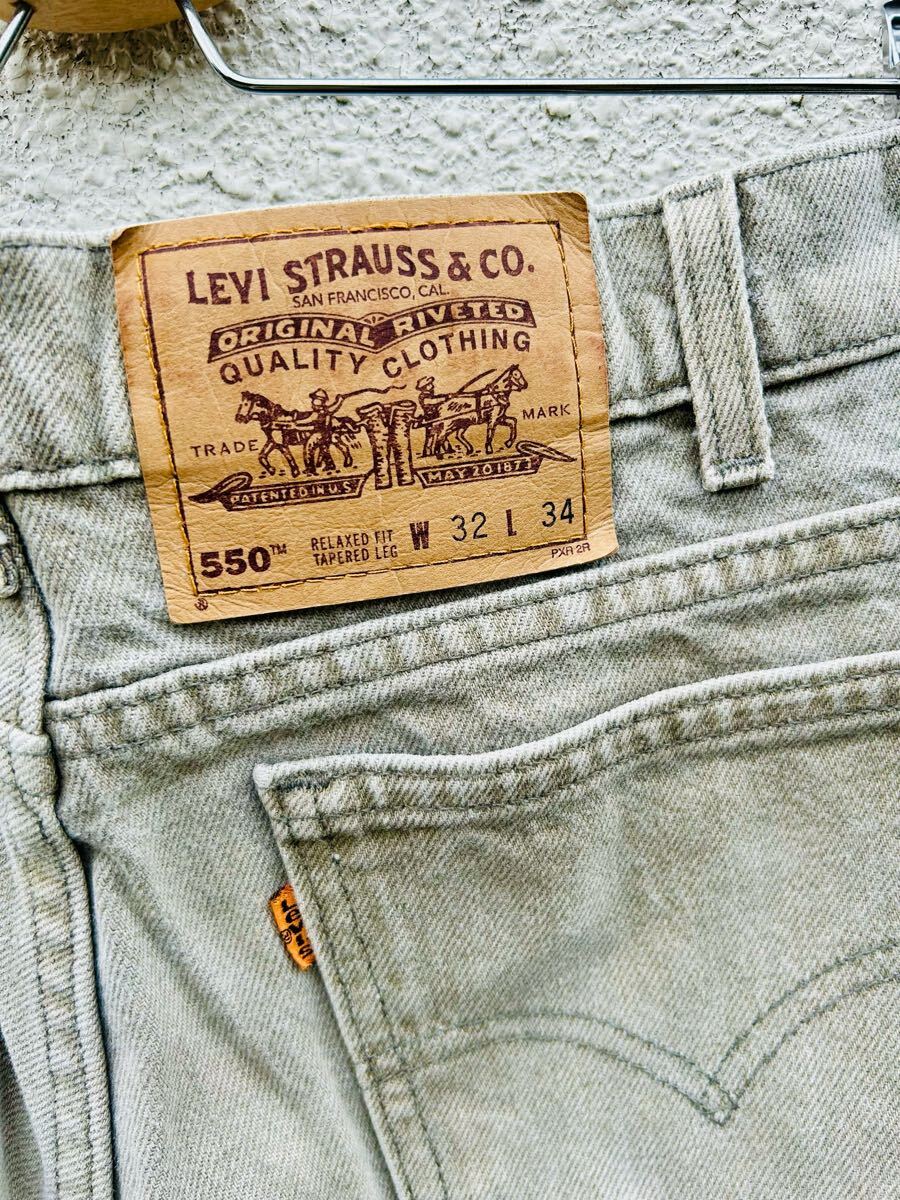 LEVI STRAUSS & CO.
SAN FRANCISCO, CAL.
ORIGINAL RIVETED
QUALITY CLOTHING
TRADE MARK
PATENTED IN U.S. MAY 20 1873
550™ RELAXED FIT
TAPERED LEG W 32 L 34
® PXR 2R
Levi's
®